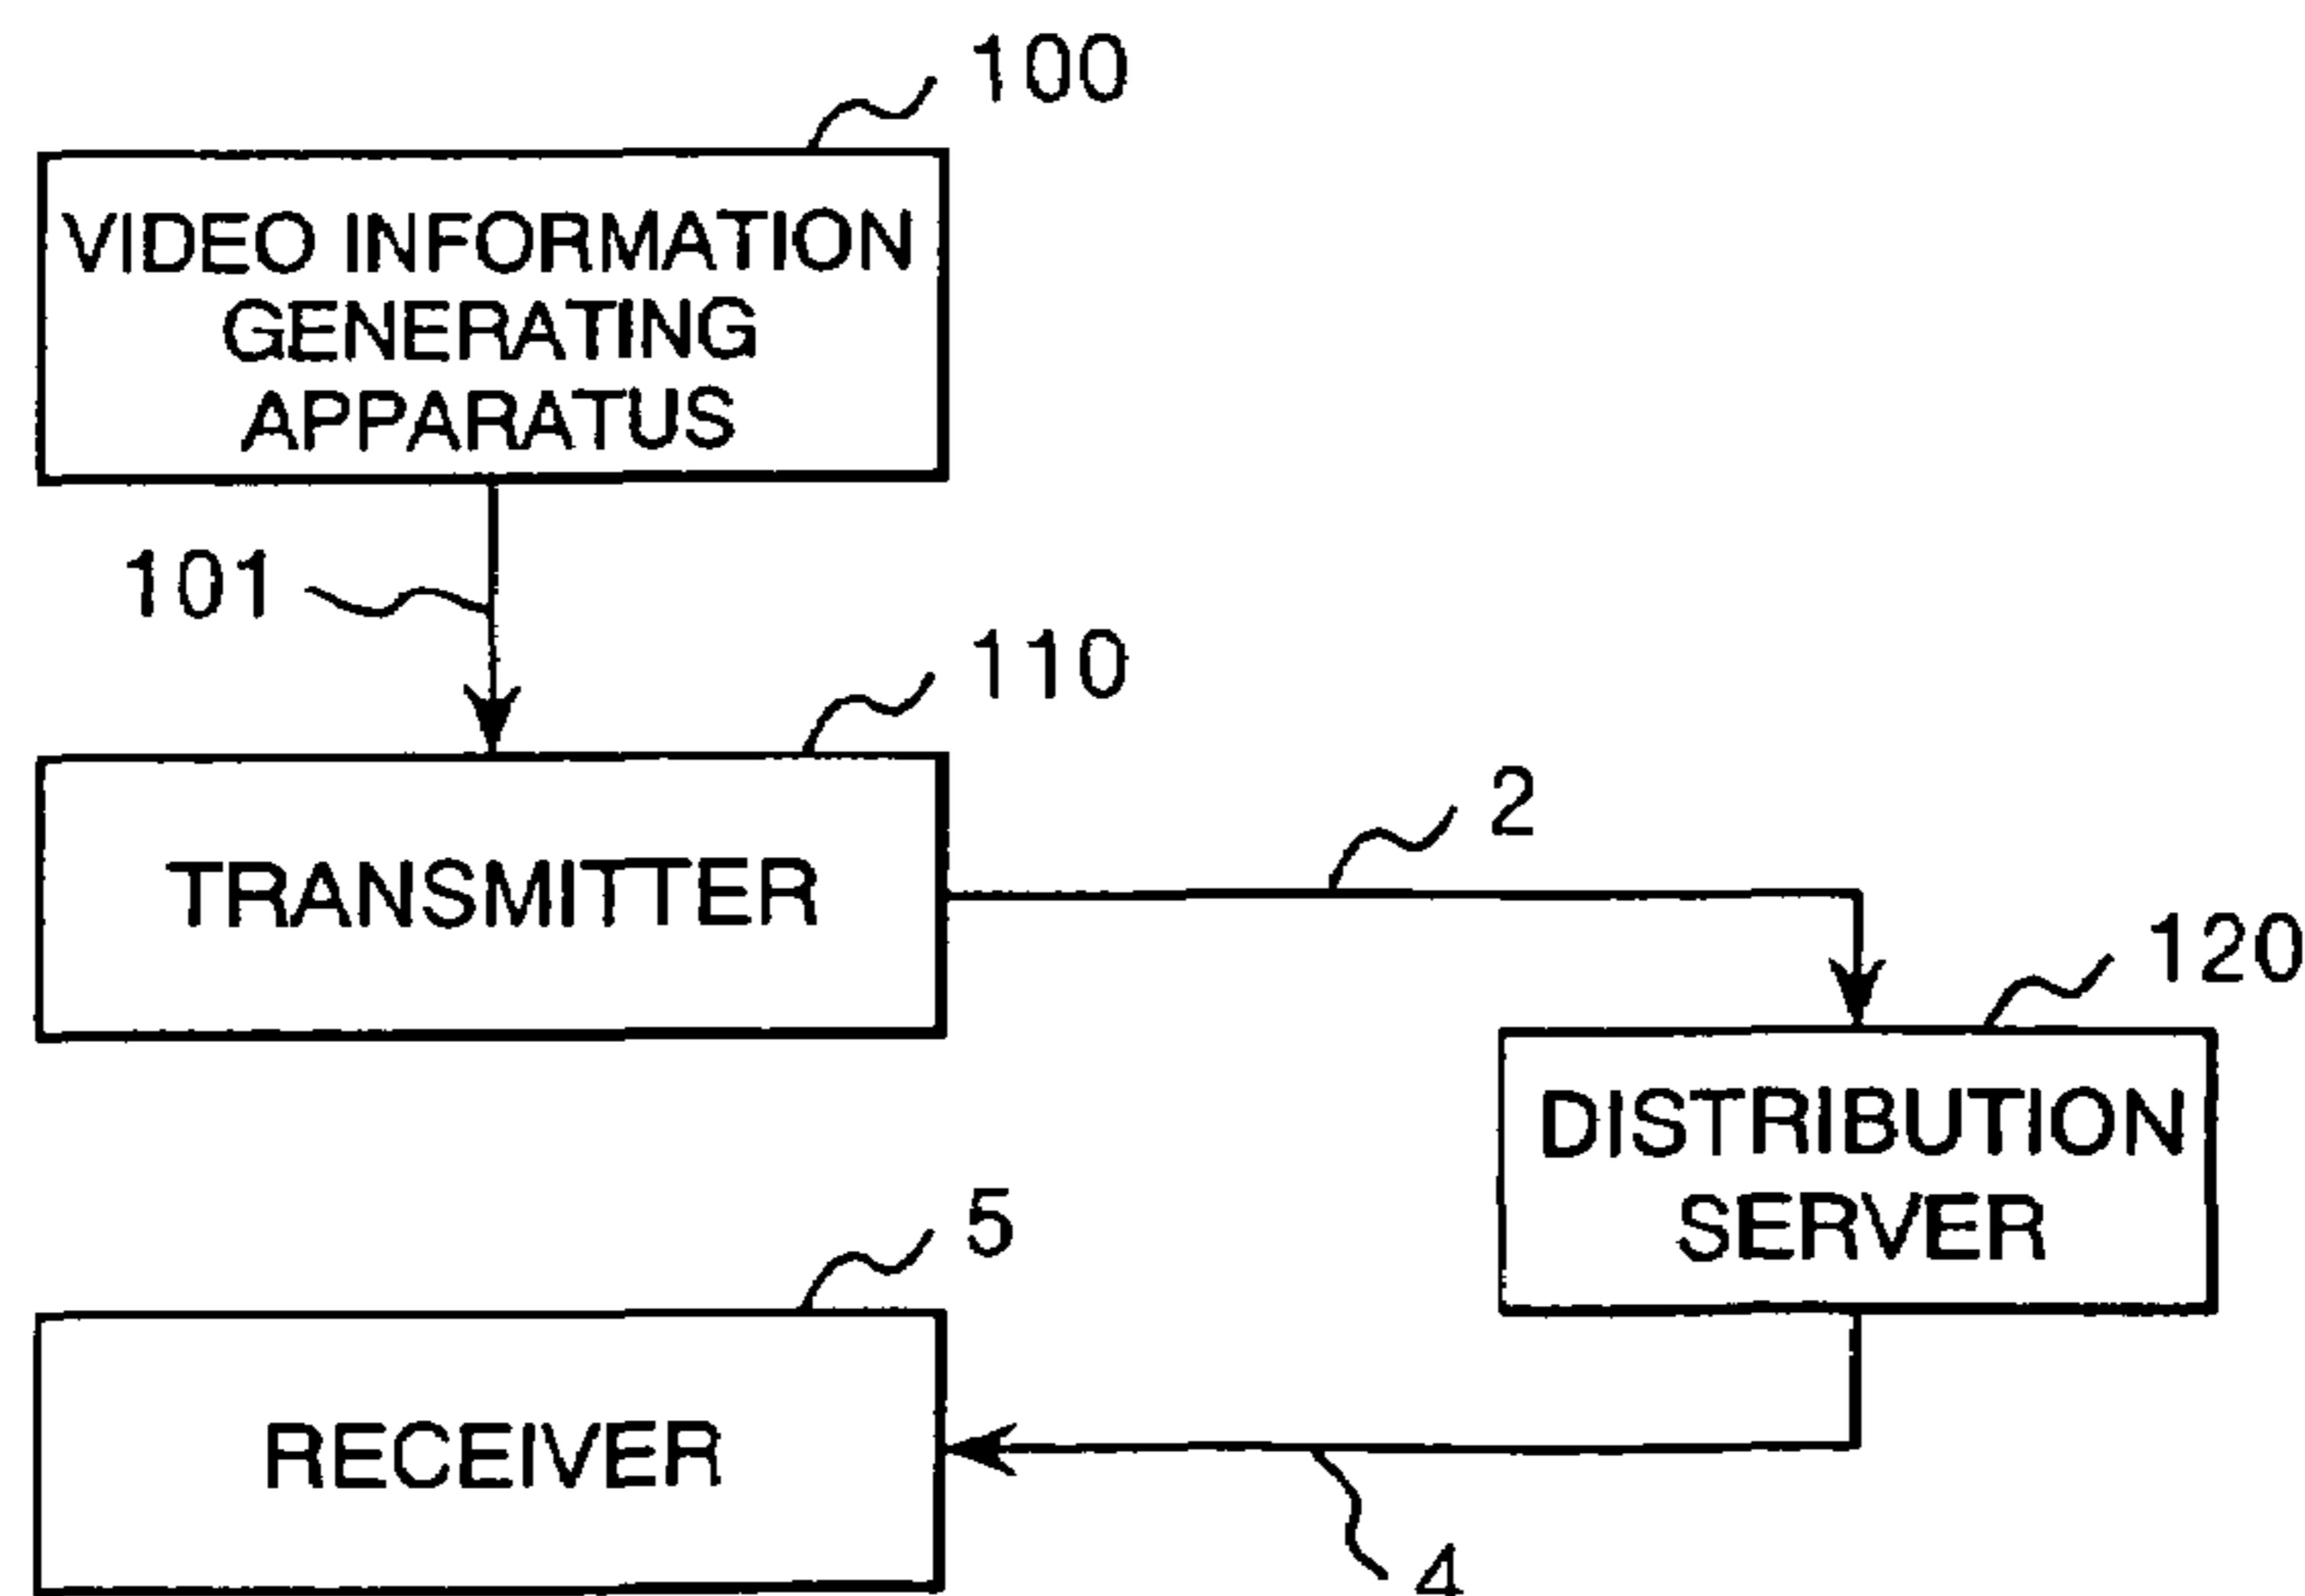 100
VIDEO INFORMATION
GENERATING
APPARATUS
101
110
TRANSMITTER
2
120
DISTRIBUTION
SERVER
5
RECEIVER
4